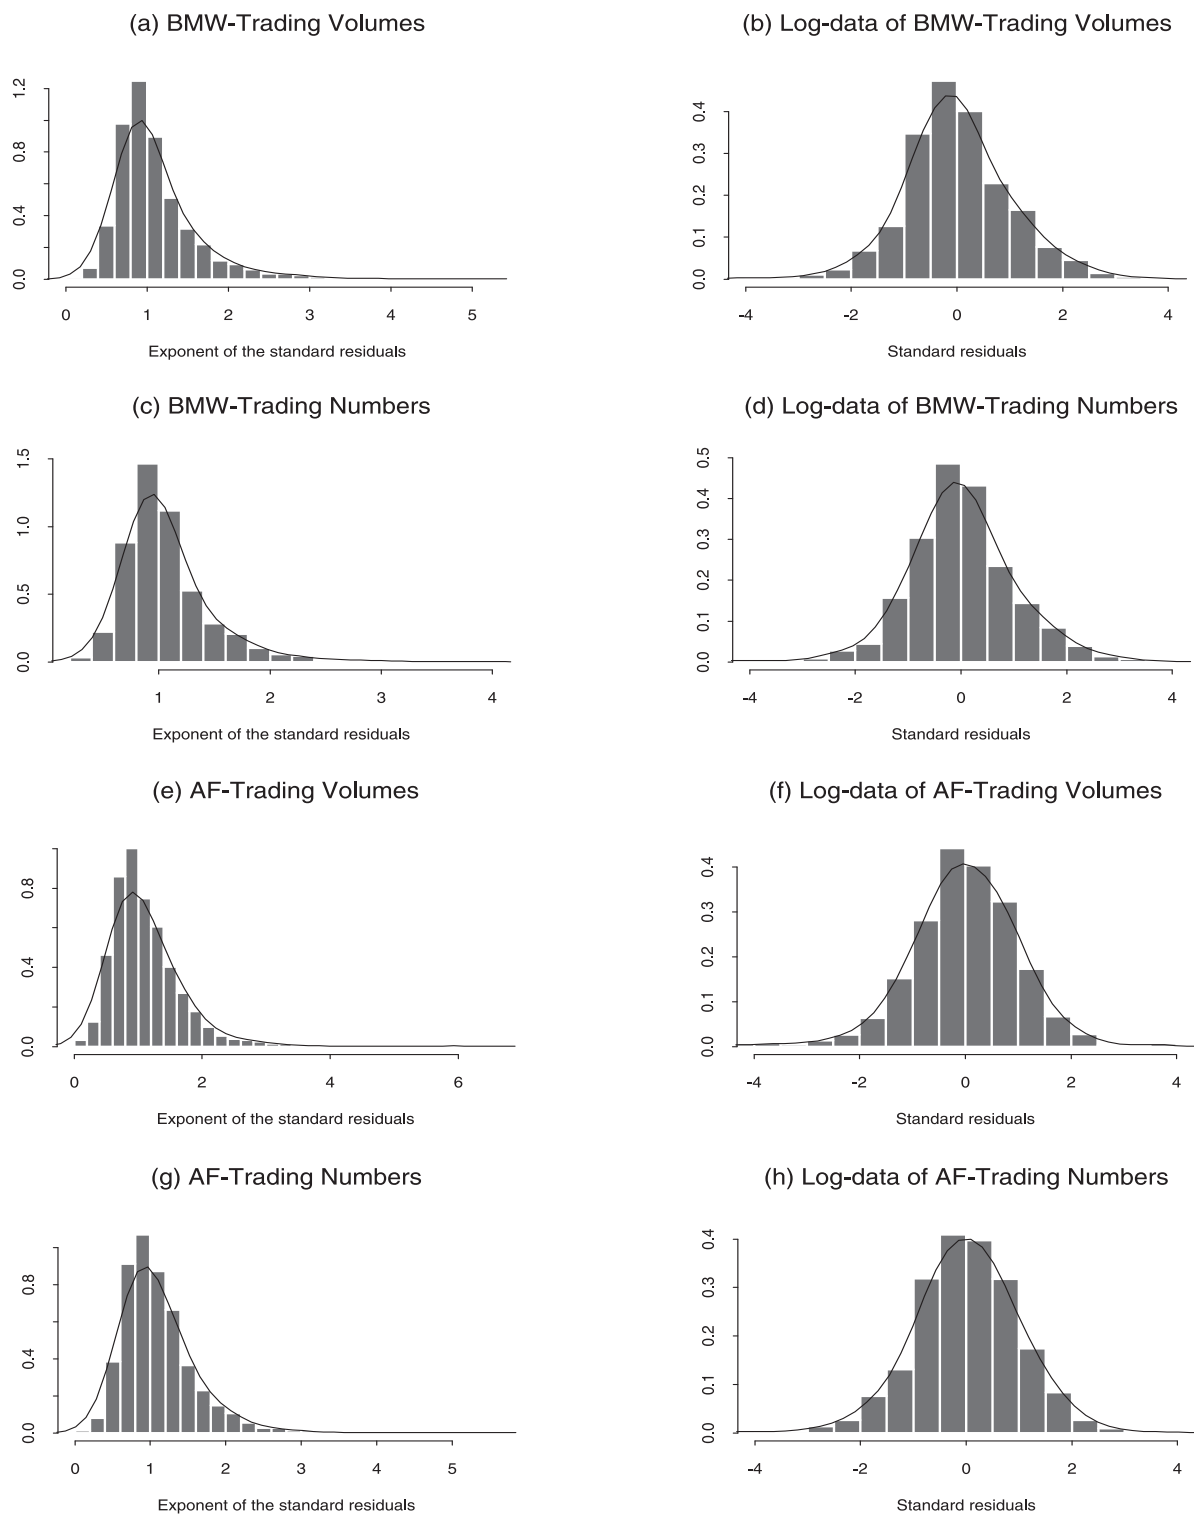 (a) BMW-Trading Volumes
0.0 0.4 0.8 1.2
0 1 2 3 4 5
Exponent of the standard residuals
(b) Log-data of BMW-Trading Volumes
0.0 0.1 0.2 0.3 0.4
-4 -2 0 2 4
Standard residuals
(c) BMW-Trading Numbers
0.0 0.5 1.0 1.5
1 2 3 4
Exponent of the standard residuals
(d) Log-data of BMW-Trading Numbers
0.0 0.1 0.2 0.3 0.4 0.5
-4 -2 0 2 4
Standard residuals
(e) AF-Trading Volumes
0.0 0.4 0.8
0 2 4 6
Exponent of the standard residuals
(f) Log-data of AF-Trading Volumes
0.0 0.1 0.2 0.3 0.4
-4 -2 0 2 4
Standard residuals
(g) AF-Trading Numbers
0.0 0.4 0.8
0 1 2 3 4 5
Exponent of the standard residuals
(h) Log-data of AF-Trading Numbers
0.0 0.1 0.2 0.3 0.4
-4 -2 0 2 4
Standard residuals